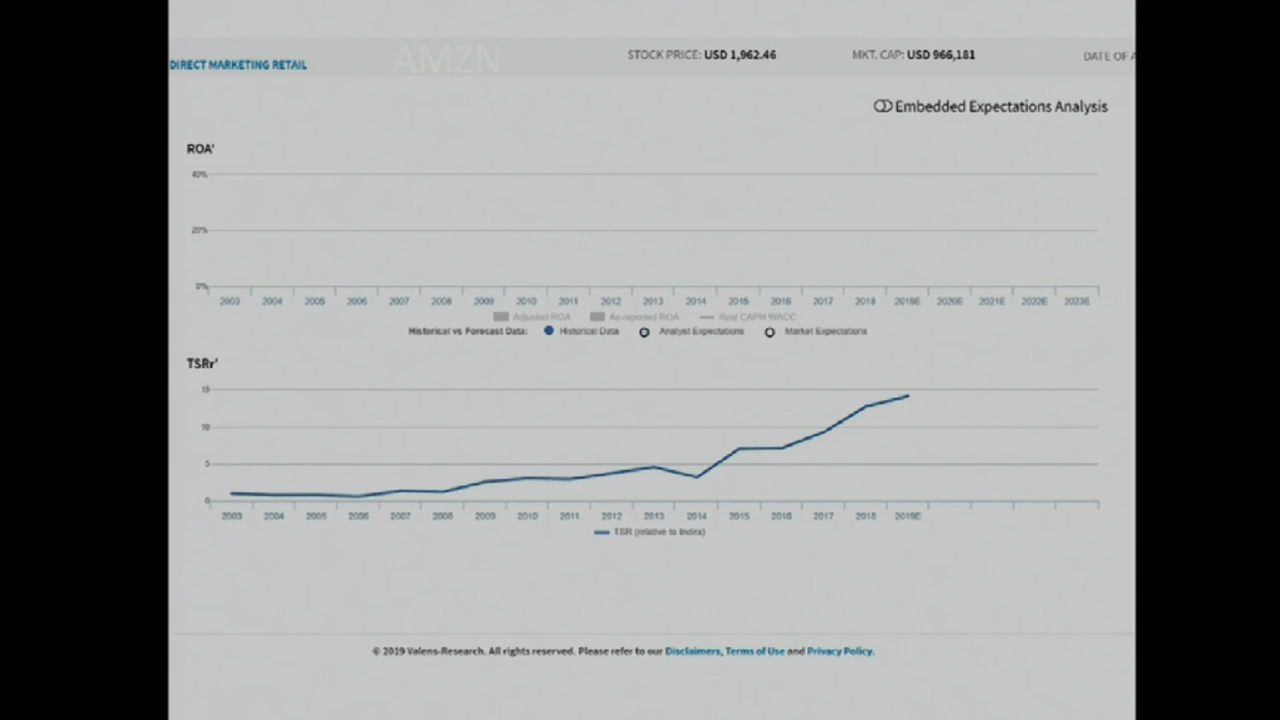 DIRECT MARKETING RETAIL
AMZN
STOCK PRICE: USD 1,962.46
MKT. CAP: USD 966,181
DATE OF A
Embedded Expectations Analysis
ROA'
40%
20%
0%
2003 2004 2005 2006 2007 2008 2009 2010 2011 2012 2013 2014 2015 2016 2017 2018 2019E 2020E 2021E 2022E 2023E
Adjusted ROA As-reported ROA Real CAPM WACC
Historical vs Forecast Data: Historical Data Analyst Expectations Market Expectations
TSRr'
15
10
5
0
2003 2004 2005 2006 2007 2008 2009 2010 2011 2012 2013 2014 2015 2016 2017 2018 2019E
TSR (relative to Index)
© 2019 Valens-Research. All rights reserved. Please refer to our Disclaimers, Terms of Use and Privacy Policy.